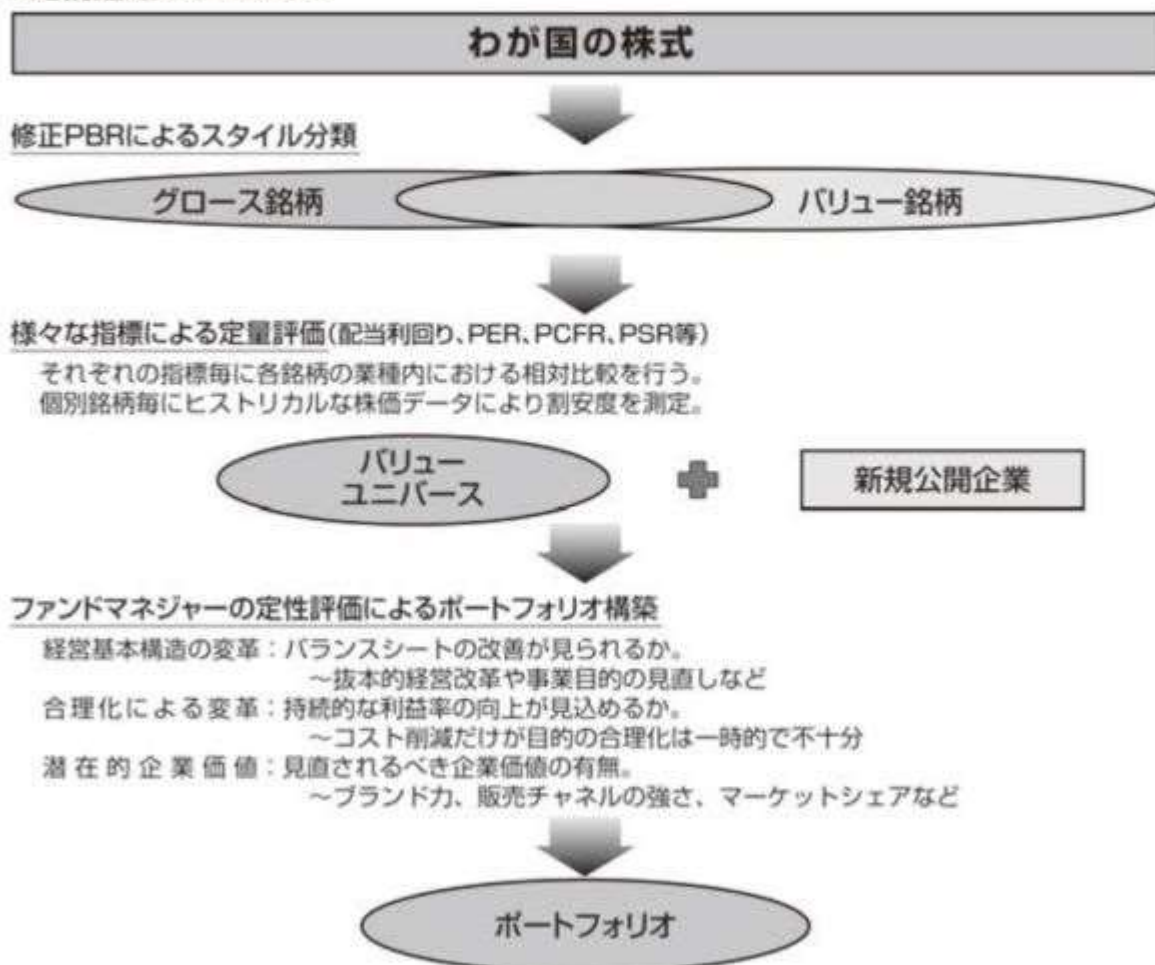 わが国の株式
修正PBRによるスタイル分類
グロース銘柄 バリュー銘柄
様々な指標による定量評価(配当利回り、PER、PCFR、PSR等)
それぞれの指標毎に各銘柄の業種内における相対比較を行う。
個別銘柄毎にヒストリカルな株価データにより割安度を測定。
バリュー
ユニバース
新規公開企業
ファンドマネジャーの定性評価によるポートフォリオ構築
経営基本構造の変革：バランスシートの改善が見られるか。
～抜本的経営改革や事業目的の見直しなど
合理化による変革：持続的な利益率の向上が見込めるか。
～コスト削減だけが目的の合理化は一時的で不十分
潜在的企業価値：見直されるべき企業価値の有無。
～ブランド力、販売チャネルの強さ、マーケットシェアなど
ポートフォリオ